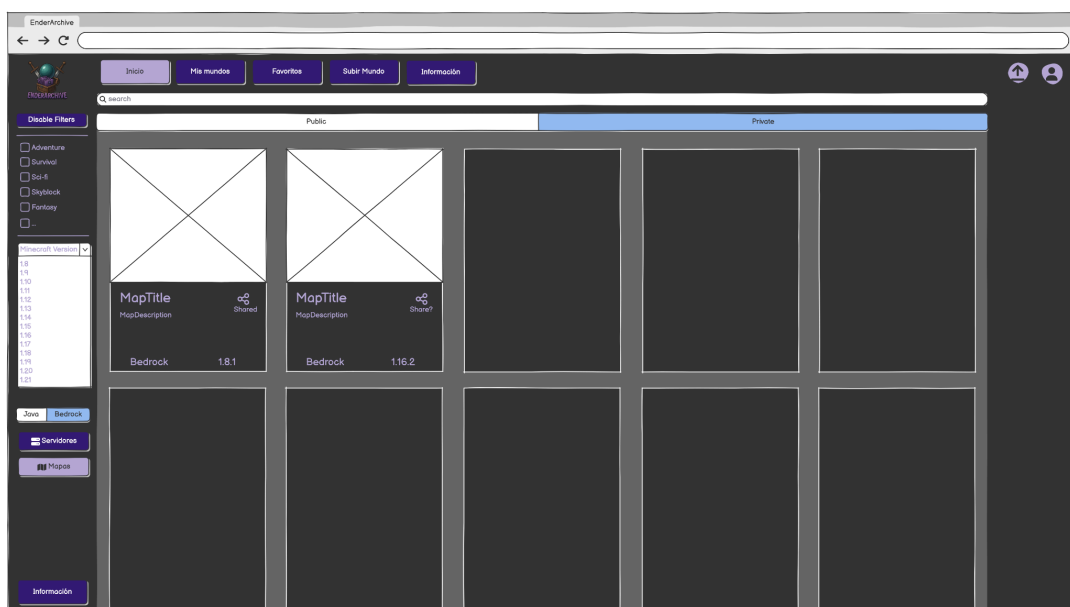 EnderArchive
Inicio
Mis mundos
Favoritos
Subir Mundo
Información
ENDERARCHIVE
search
Disable Filters
Public
Private
Adventure
Survival
Sci-fi
Skyblock
Fantasy
...
Minecraft Version
1.8
1.9
1.10
1.11
1.12
1.13
1.14
1.15
1.16
1.17
1.18
1.19
1.20
1.21
MapTitle
Shared
MapDescription
Bedrock
1.8.1
MapTitle
Share?
MapDescription
Bedrock
1.16.2
Java
Bedrock
Servidores
Mapas
Información